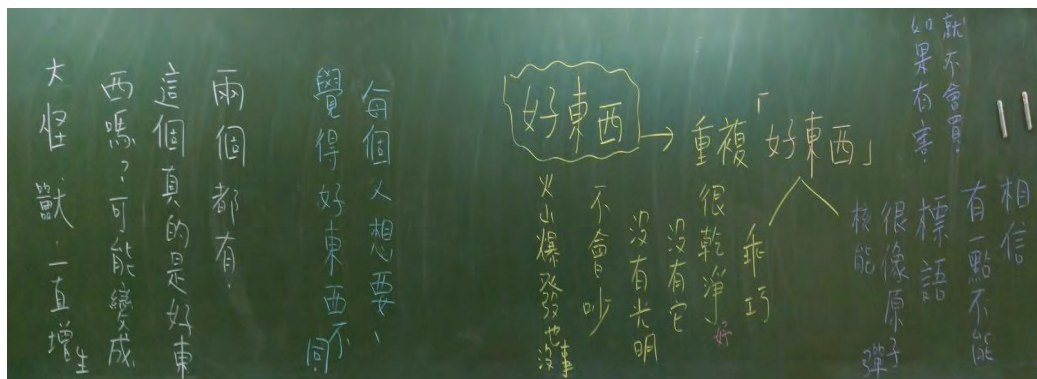 就不會買.
如果有害.
相信
有一點不能
標語
很像原子彈
核能
好東西
→ 重複「好東西」
乖巧
很乾淨好
沒有它
沒有光明
不會吵
火山爆發也沒事
每個人想要、
覺得好東西不同
兩個都有.
這個真的是好東
西嗎?可能變成
大怪獸.一直增生